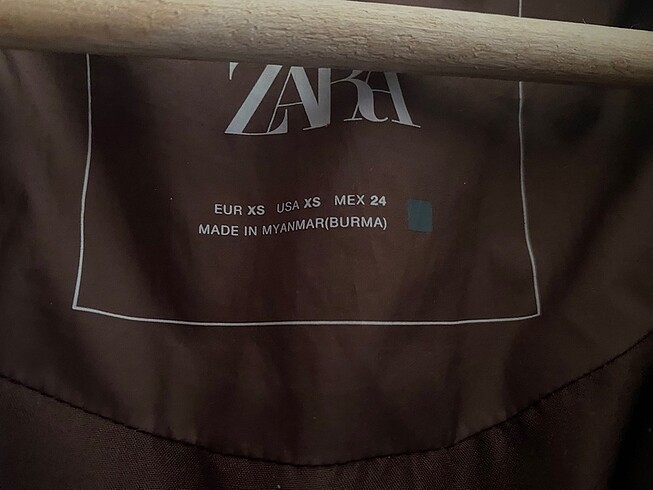 ZARA
EUR XS USA XS MEX 24
MADE IN MYANMAR(BURMA)